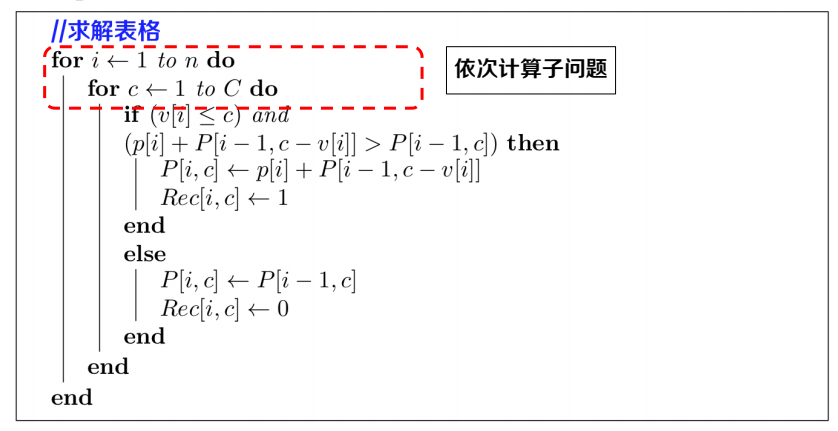 //求解表格
for i ← 1 to n do
依次计算子问题
for c ← 1 to C do
if (v[i] ≤ c) and
(p[i] + P[i − 1, c − v[i]] > P[i − 1, c]) then
P[i, c] ← p[i] + P[i − 1, c − v[i]]
Rec[i, c] ← 1
end
else
P[i, c] ← P[i − 1, c]
Rec[i, c] ← 0
end
end
end